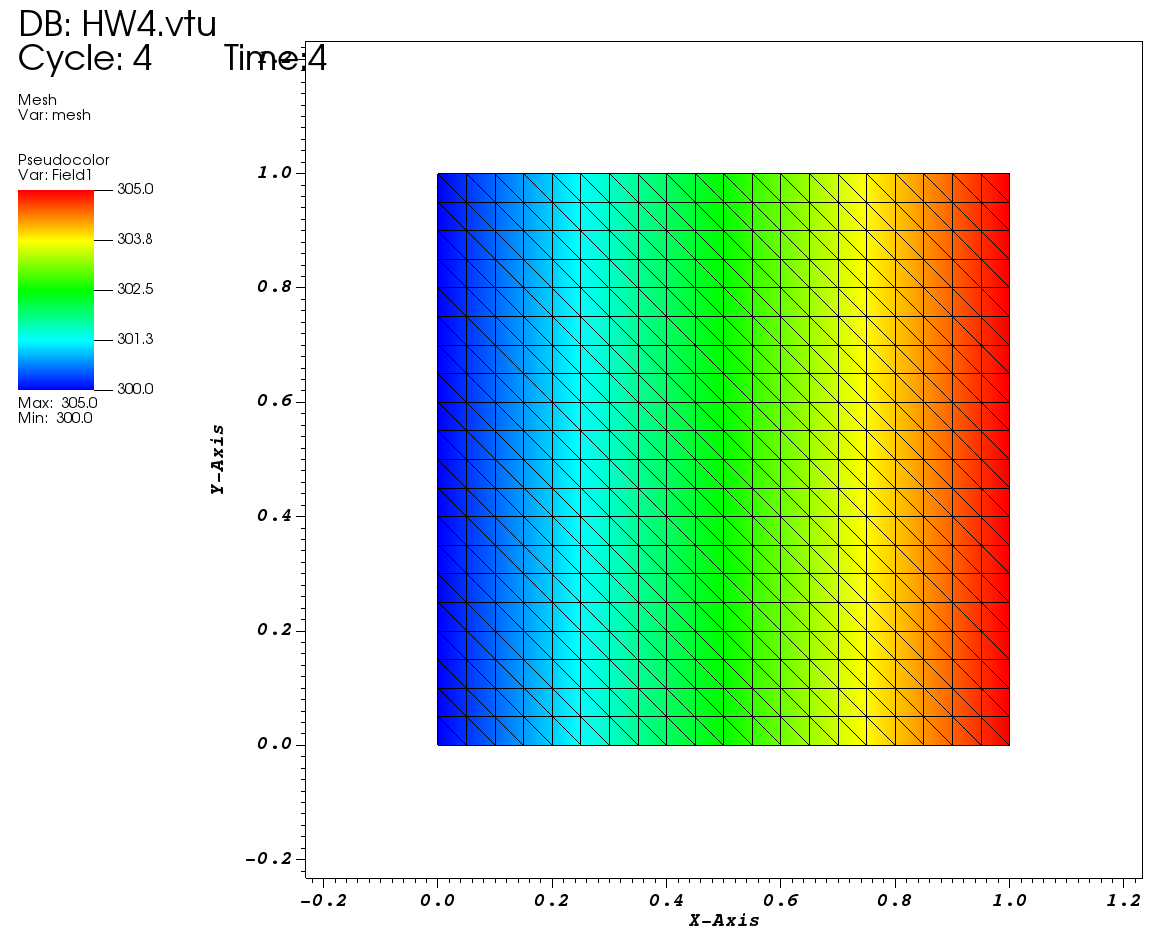 DB: HW4.vtu
Cycle: 4 Time:4
Mesh
Var: mesh
Pseudocolor
Var: Field1
305.0
303.8
302.5
301.3
300.0
Max: 305.0
Min: 300.0
Y-Axis
1.2
1.0
0.8
0.6
0.4
0.2
0.0
-0.2
-0.2 0.0 0.2 0.4 0.6 0.8 1.0 1.2
X-Axis